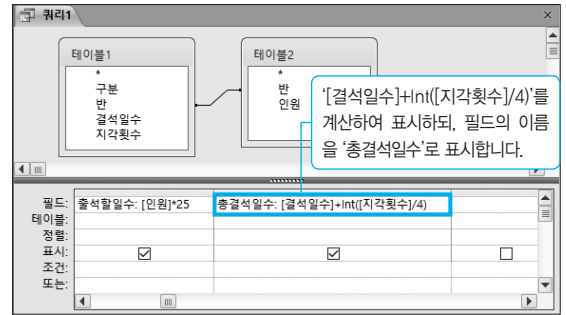 쿼리1
테이블1
*
구분
반
결석일수
지각횟수
테이블2
*
반
인원
‘[결석일수]+Int([지각횟수]/4)’를
계산하여 표시하되, 필드의 이름
을 ‘총결석일수’로 표시합니다.
필드: 출석할일수: [인원]*25 총결석일수: [결석일수]+Int([지각횟수]/4)
테이블:
정렬:
표시:
조건:
또는: